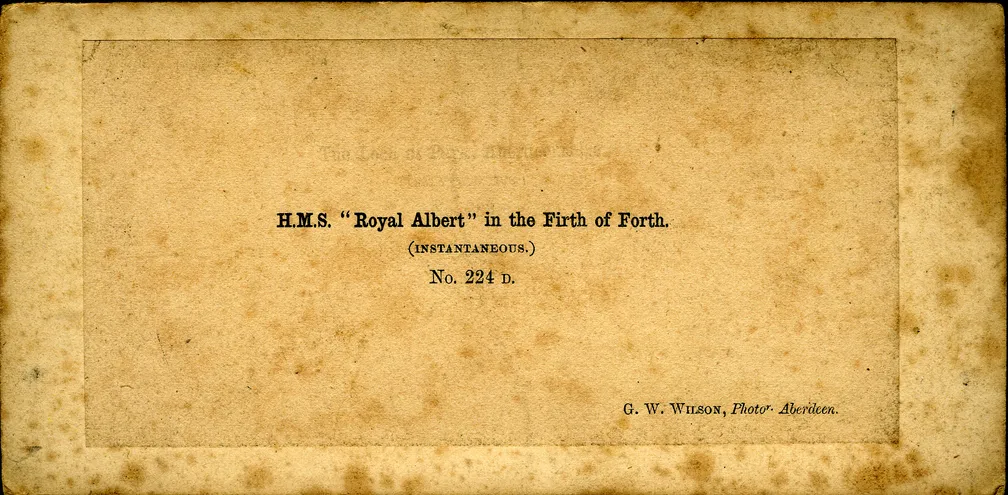 H.M.S. "Royal Albert" in the Firth of Forth.
(INSTANTANEOUS.)
No. 224 D.
G. W. WILSON, Photor. Aberdeen.